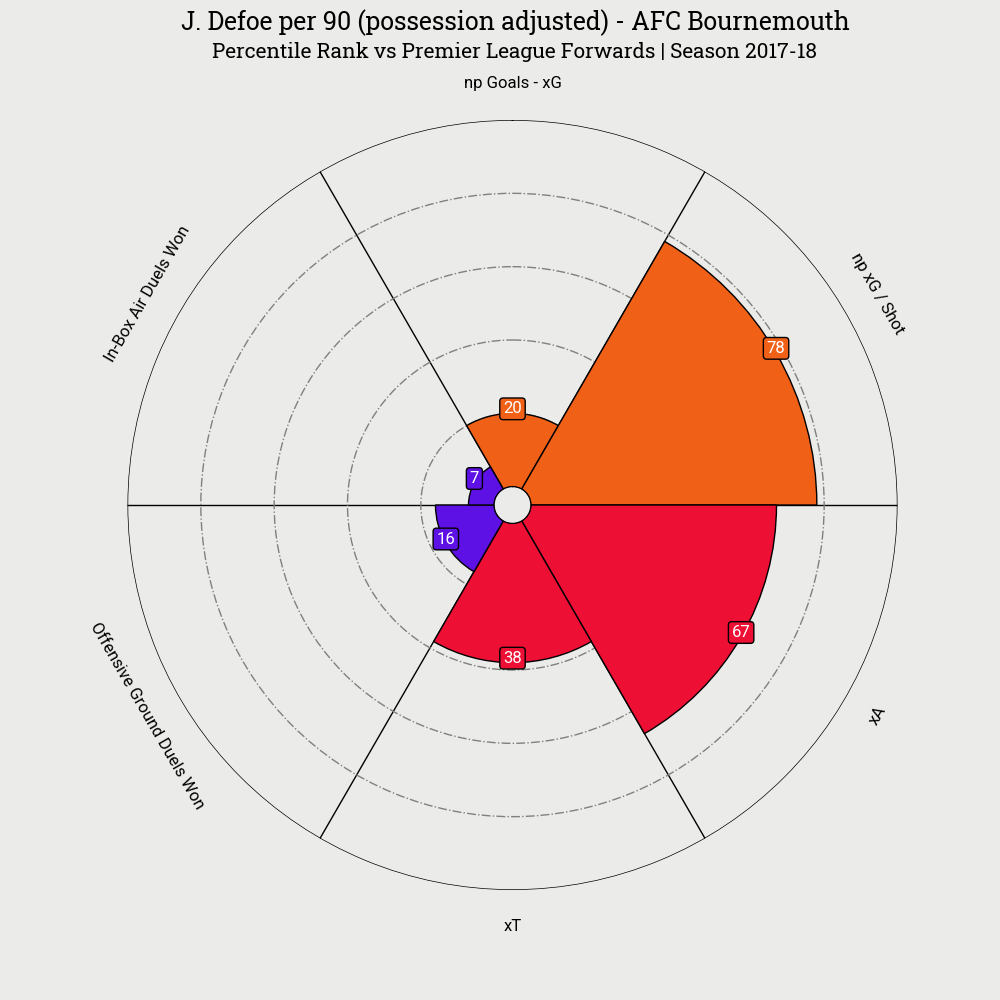 J. Defoe per 90 (possession adjusted) - AFC Bournemouth
Percentile Rank vs Premier League Forwards | Season 2017-18
np Goals - xG
In-Box Air Duels Won
np xG / Shot
78
20
7
16
67
38
Offensive Ground Duels Won
xA
xT